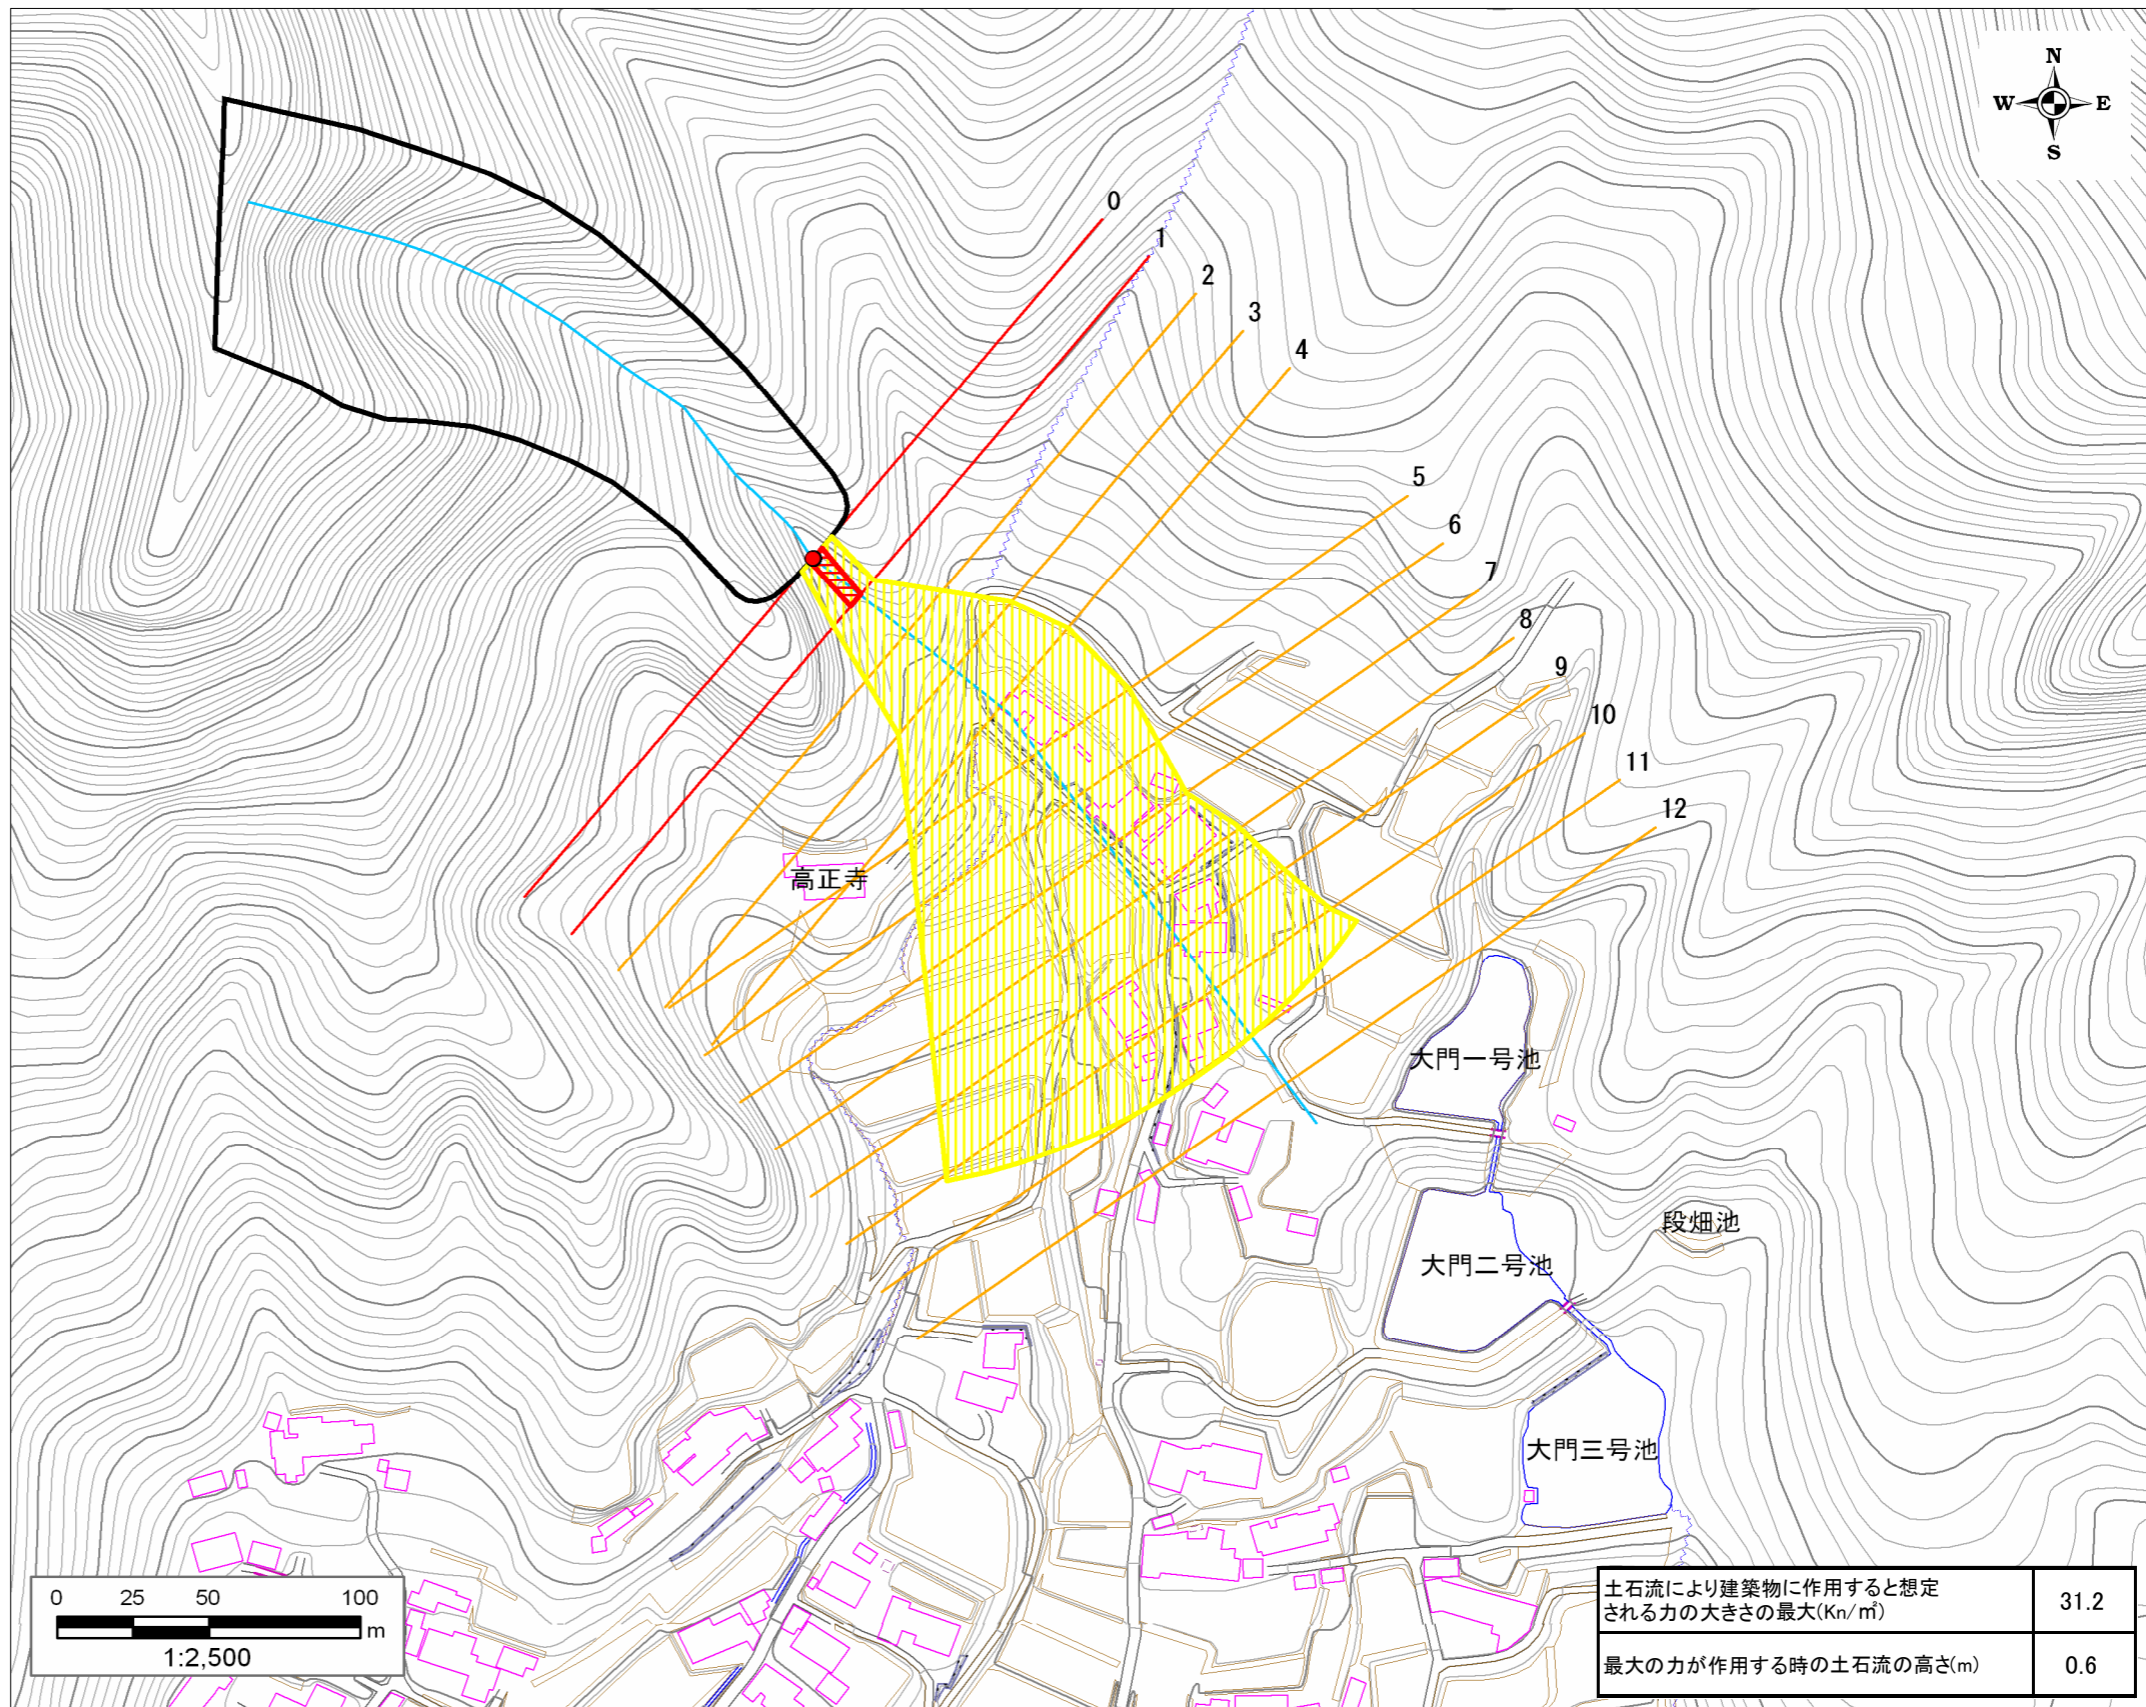 N
W E
S
0
1
2
3
4
5
6
7
8
9
10
11
12
高正寺
大門一号池
段畑池
大門二号池
大門三号池
0 25 50 100
m
1:2,500
土石流により建築物に作用すると想定
される力の大きさの最大(Kn/㎡) 31.2
最大の力が作用する時の土石流の高さ(m) 0.6